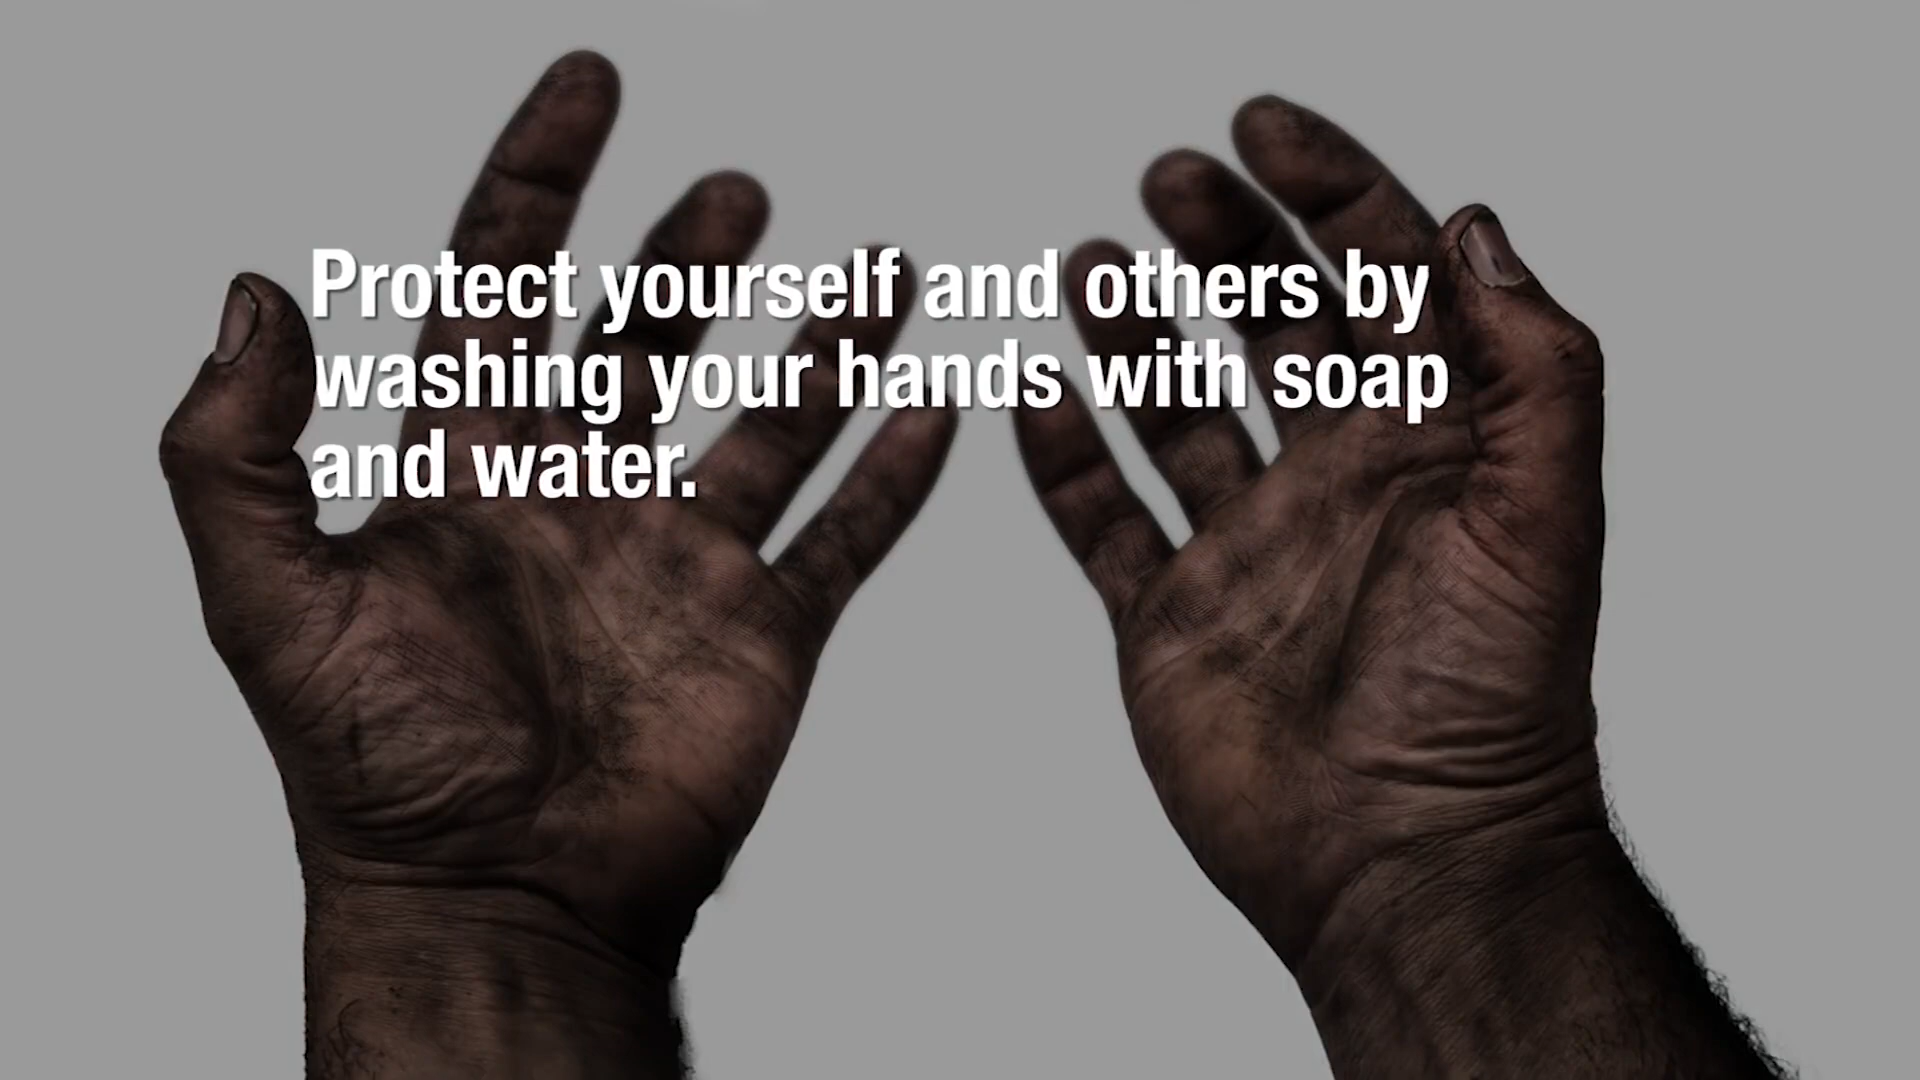 Protect yourself and others by
washing your hands with soap
and water.